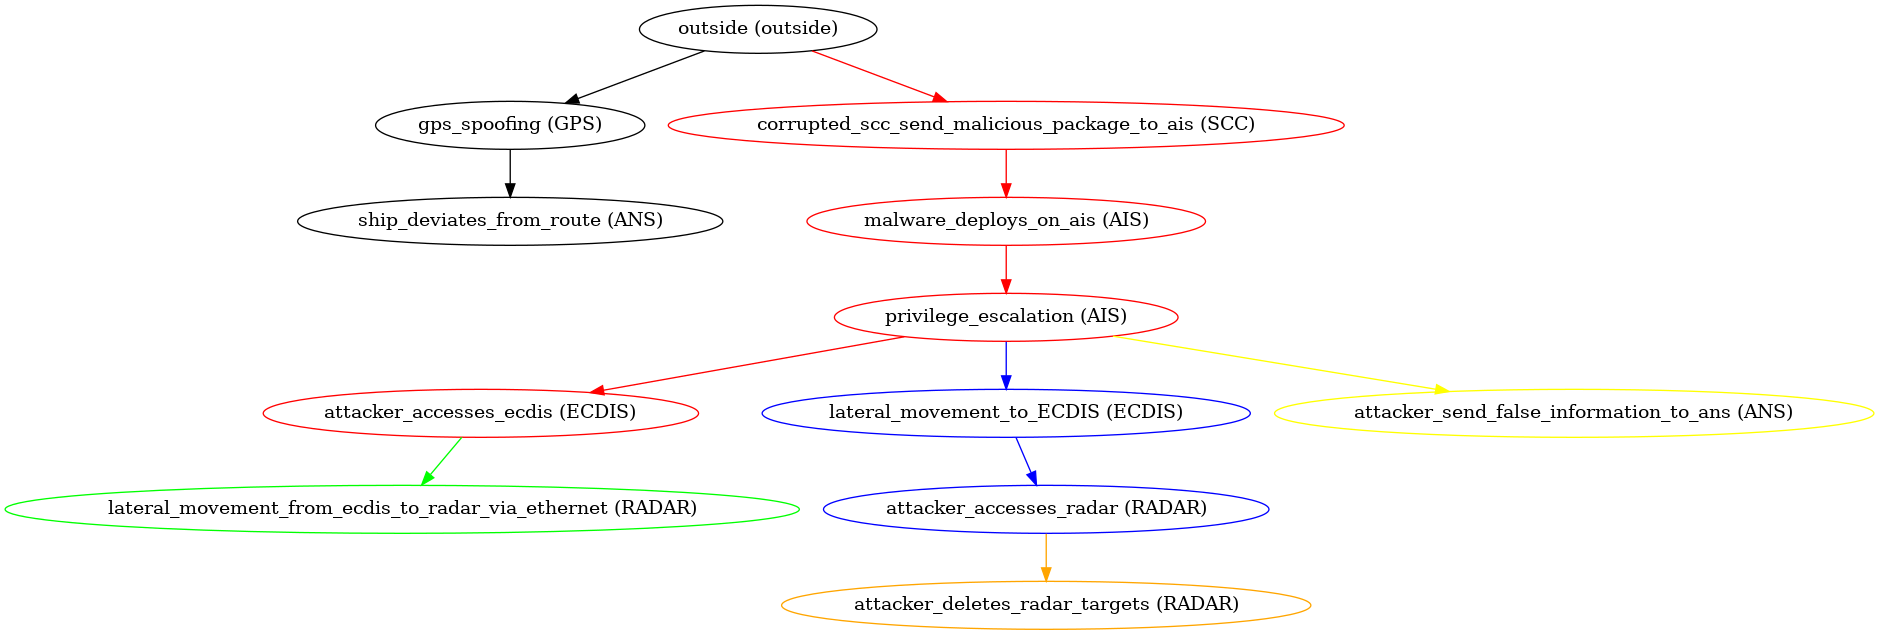 outside (outside)
gps_spoofing (GPS)
corrupted_scc_send_malicious_package_to_ais (SCC)
ship_deviates_from_route (ANS)
malware_deploys_on_ais (AIS)
privilege_escalation (AIS)
attacker_accesses_ecdis (ECDIS)
lateral_movement_to_ECDIS (ECDIS)
attacker_send_false_information_to_ans (ANS)
lateral_movement_from_ecdis_to_radar_via_ethernet (RADAR)
attacker_accesses_radar (RADAR)
attacker_deletes_radar_targets (RADAR)